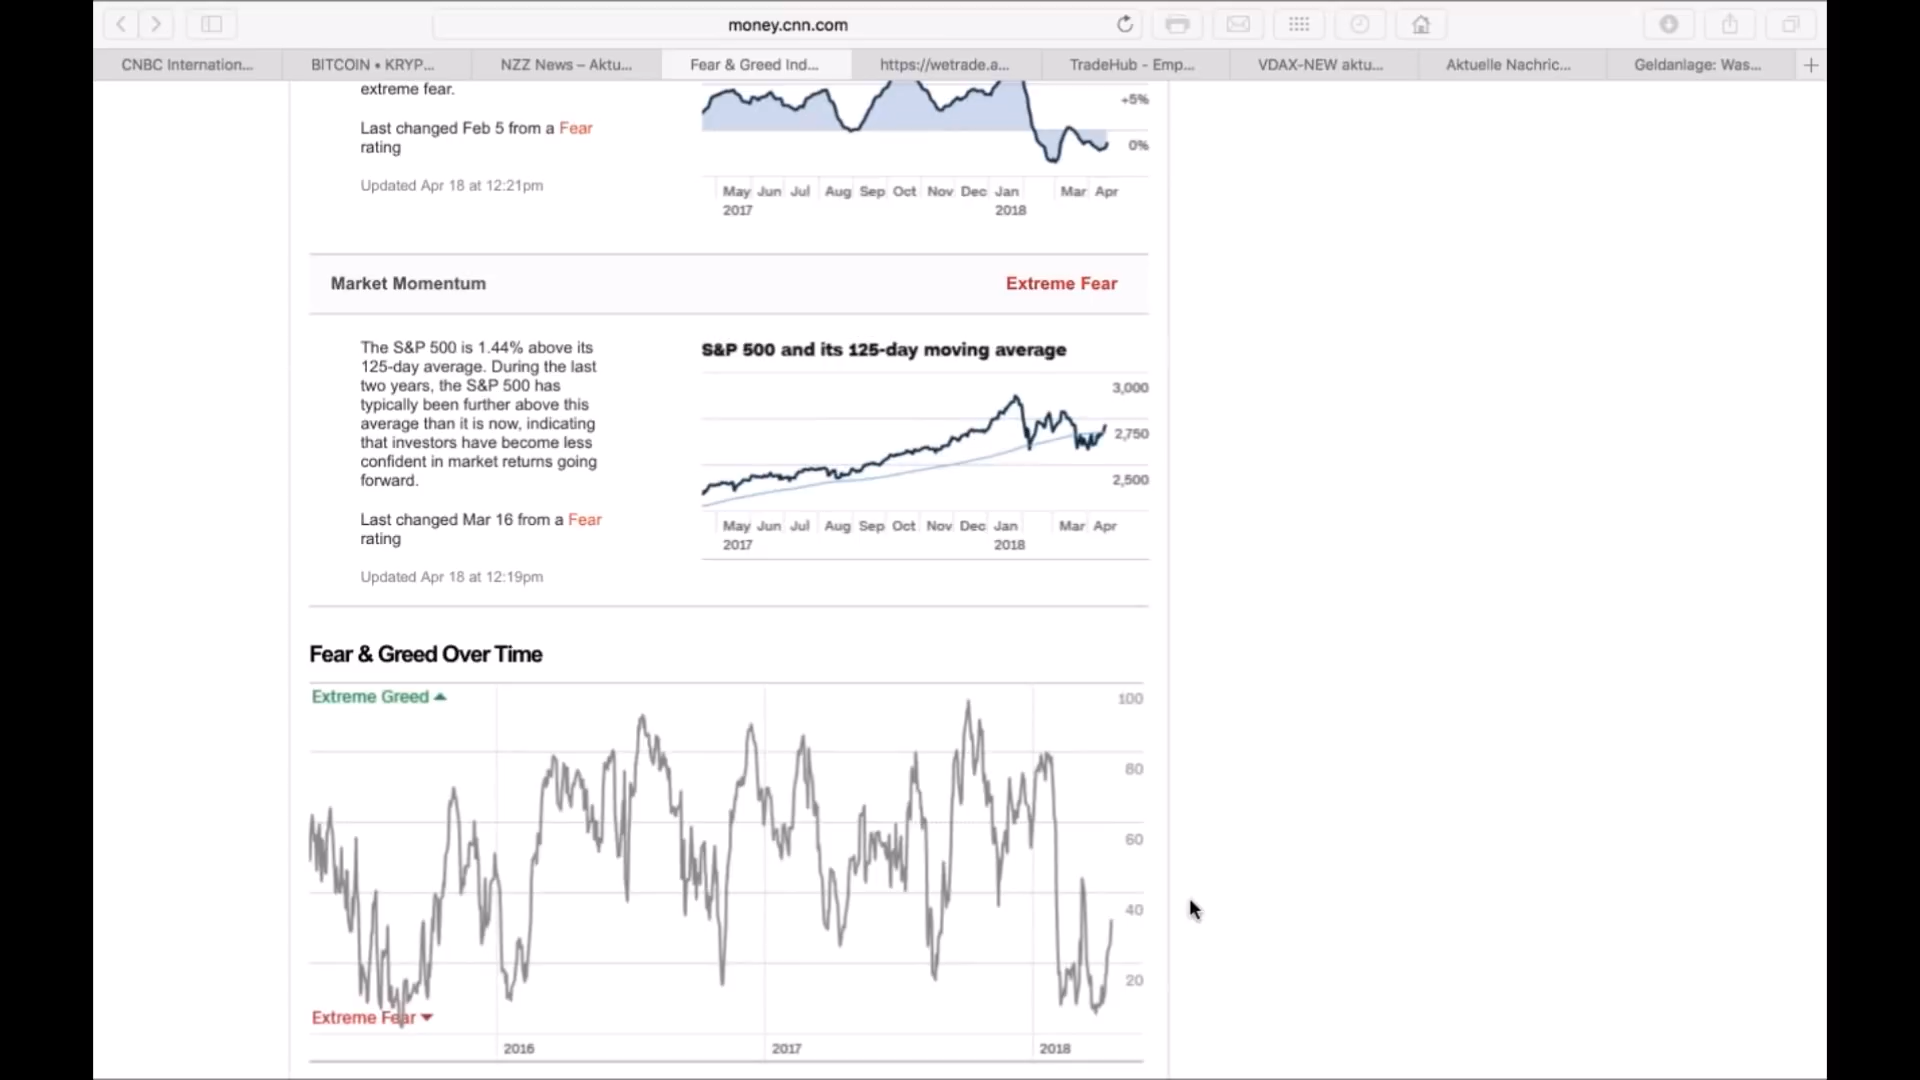 money.cnn.com
CNBC Internation...
BITCOIN • KRYP...
NZZ News – Aktu...
Fear & Greed Ind...
https://wetrade.a...
TradeHub - Emp...
VDAX-NEW aktu...
Aktuelle Nachric...
Geldanlage: Was...
extreme fear.
Last changed Feb 5 from a Fear
rating
Updated Apr 18 at 12:21pm
+5%
0%
May Jun Jul Aug Sep Oct Nov Dec Jan Mar Apr
2017 2018
Market Momentum
Extreme Fear
The S&P 500 is 1.44% above its
125-day average. During the last
two years, the S&P 500 has
typically been further above this
average than it is now, indicating
that investors have become less
confident in market returns going
forward.
Last changed Mar 16 from a Fear
rating
Updated Apr 18 at 12:19pm
S&P 500 and its 125-day moving average
3,000
2,750
2,500
May Jun Jul Aug Sep Oct Nov Dec Jan Mar Apr
2017 2018
Fear & Greed Over Time
Extreme Greed
100
80
60
40
20
Extreme Fear
2016 2017 2018